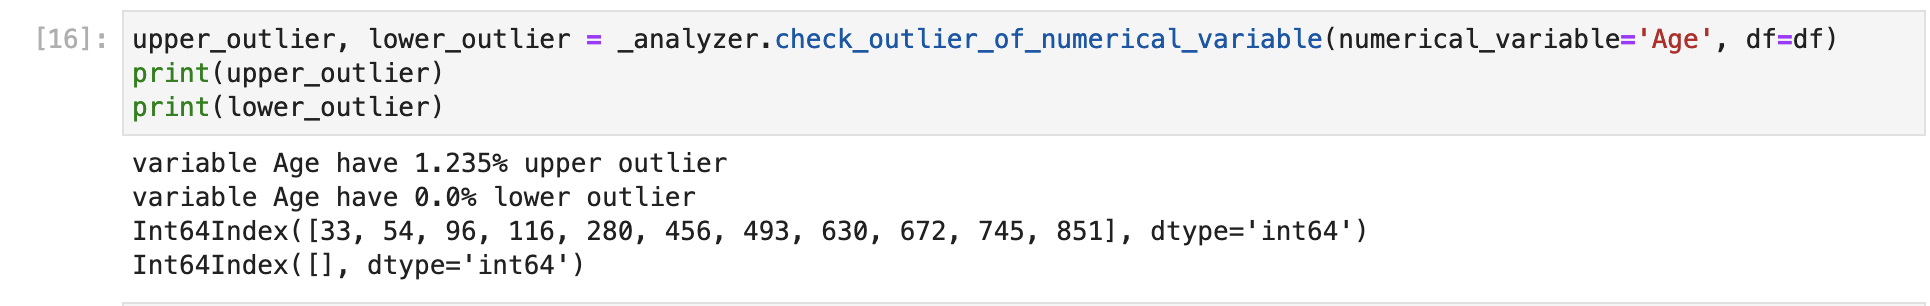 [16]: upper_outlier, lower_outlier = _analyzer.check_outlier_of_numerical_variable(numerical_variable='Age', df=df)
print(upper_outlier)
print(lower_outlier)
variable Age have 1.235% upper outlier
variable Age have 0.0% lower outlier
Int64Index([33, 54, 96, 116, 280, 456, 493, 630, 672, 745, 851], dtype='int64')
Int64Index([], dtype='int64')